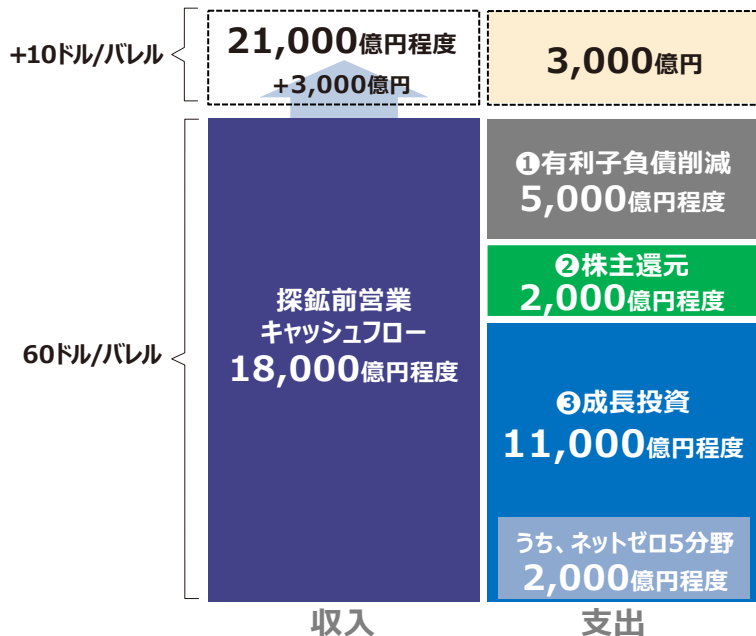 +10ドル/バレル
21,000億円程度
+3,000億円
3,000億円
60ドル/バレル
探鉱前営業
キャッシュフロー
18,000億円程度
❶有利子負債削減
5,000億円程度
❷株主還元
2,000億円程度
❸成長投資
11,000億円程度
うち、ネットゼロ5分野
2,000億円程度
収入
支出